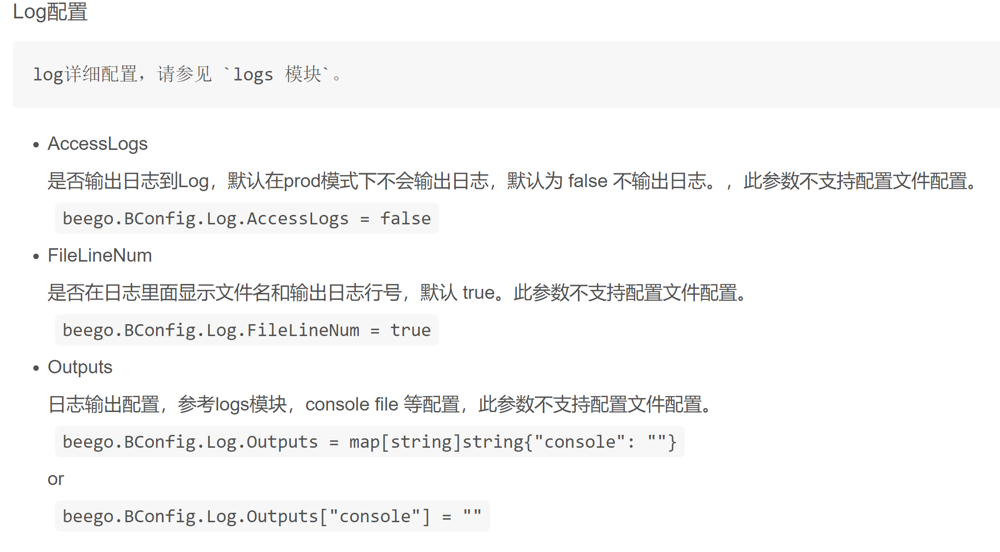 Log配置
log详细配置，请参见 `logs 模块`。
AccessLogs
是否输出日志到Log，默认在prod模式下不会输出日志，默认为 false 不输出日志。，此参数不支持配置文件配置。
beego.BConfig.Log.AccessLogs = false
FileLineNum
是否在日志里面显示文件名和输出日志行号，默认 true。此参数不支持配置文件配置。
beego.BConfig.Log.FileLineNum = true
Outputs
日志输出配置，参考logs模块，console file 等配置，此参数不支持配置文件配置。
beego.BConfig.Log.Outputs = map[string]string{"console": ""}
or
beego.BConfig.Log.Outputs["console"] = ""